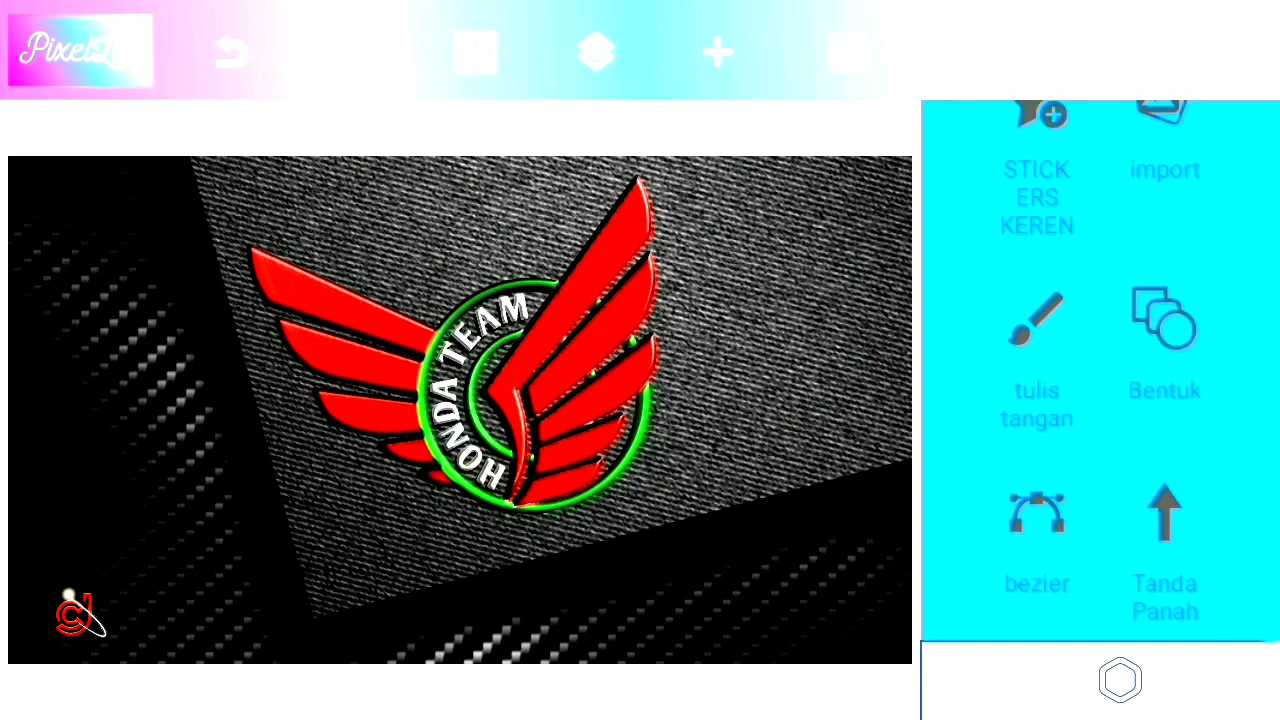 STICK
ERS
KEREN
import
tulis
tangan
Bentuk
bezier
Tanda
Panah
HONDA TEAM